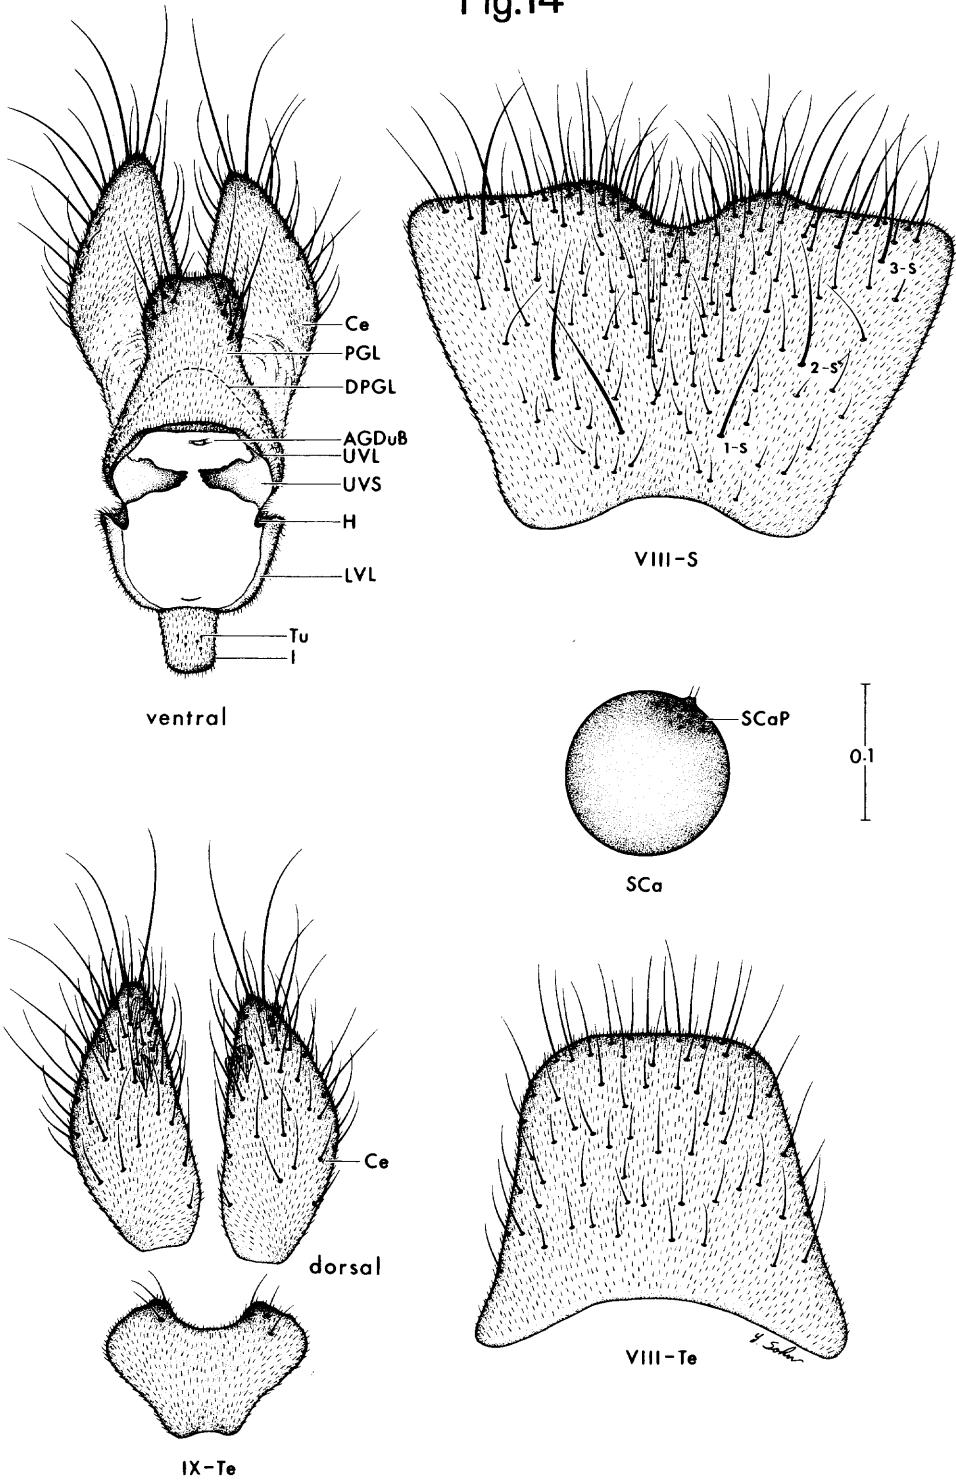 Fig.14
Ce
PGL
DPGL
AGDuB
UVL
UVS
H
LVL
Tu
I
ventral
3-S
2-S
1-S
VIII-S
SCaP
0.1
SCa
Ce
dorsal
VIII-Te
IX-Te